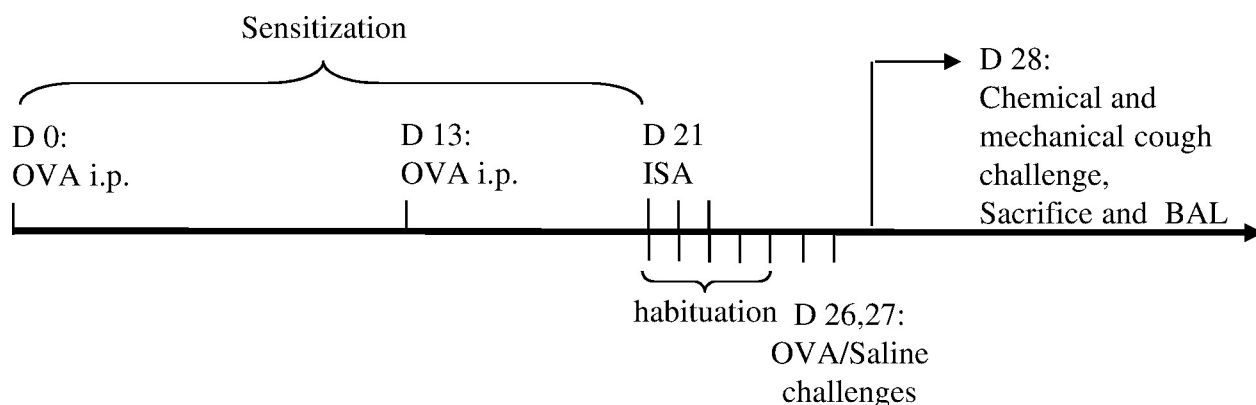 Sensitization
D 0:
OVA i.p.
D 13:
OVA i.p.
D 21
ISA
D 28:
Chemical and
mechanical cough
challenge,
Sacrifice and BAL
habituation
D 26,27:
OVA/Saline
challenges